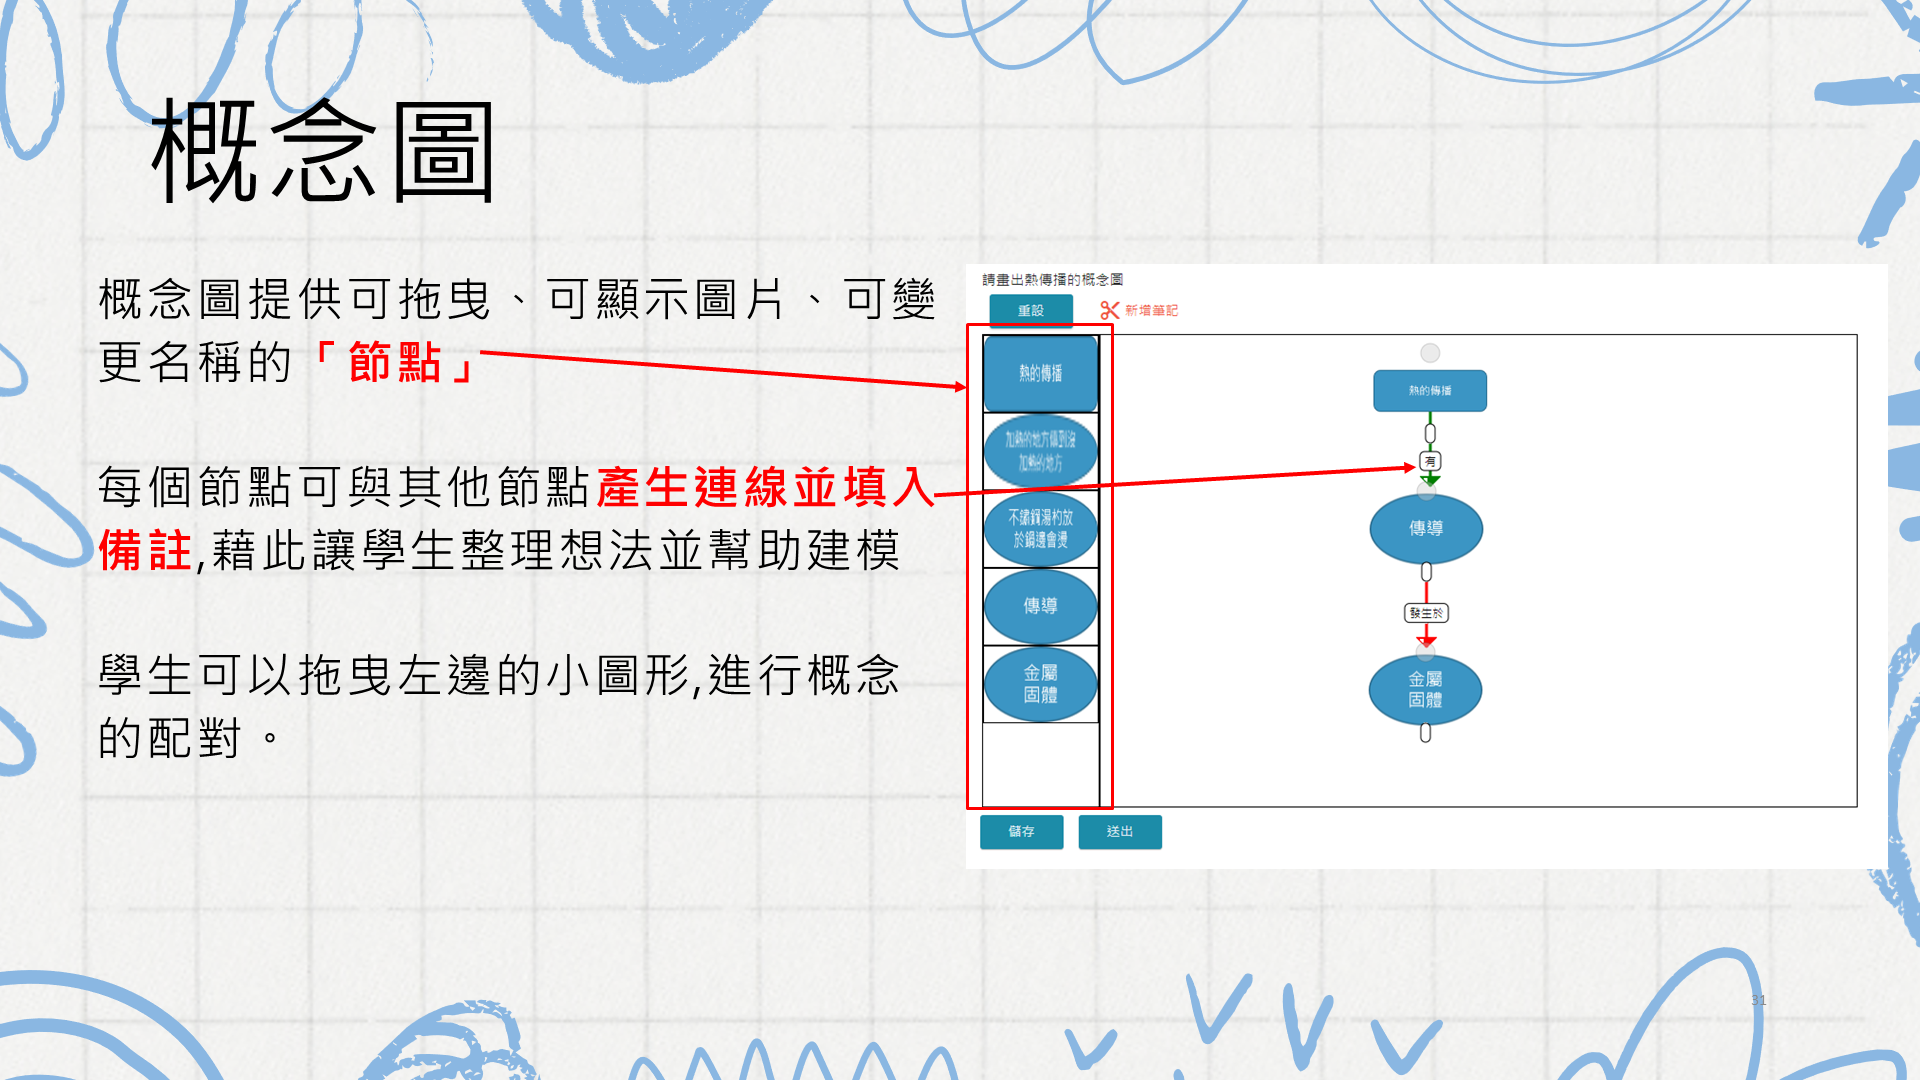 概念圖
概念圖提供可拖曳、可顯示圖片、可變
更名稱的「節點」
每個節點可與其他節點產生連線並填入
備註,藉此讓學生整理想法並幫助建模
學生可以拖曳左邊的小圖形,進行概念
的配對。
請畫出熱傳播的概念圖
重設
新增筆記
熱的傳播
加熱的地方傳到沒
加熱的地方
不鏽鋼湯杓放
於鍋邊會燙
傳導
金屬
固體
熱的傳播
有
傳導
發生於
金屬
固體
儲存
送出
31